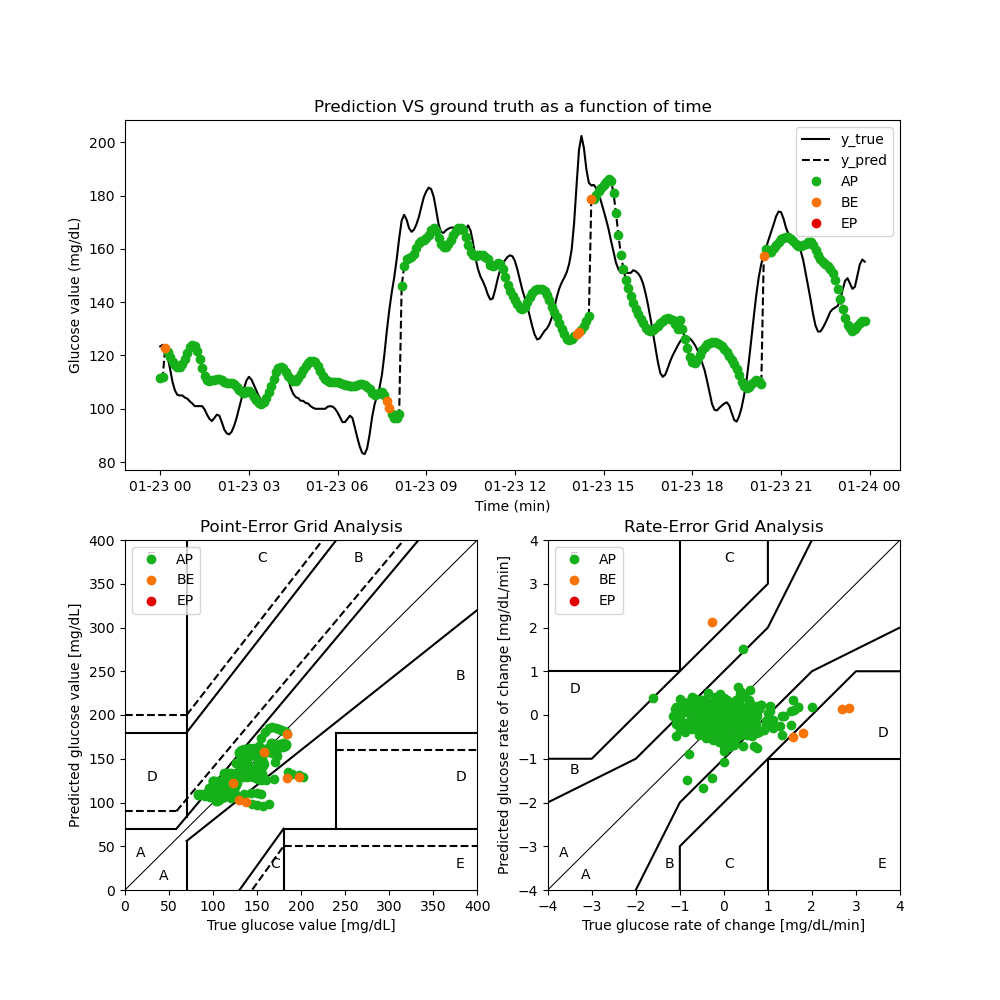 Prediction VS ground truth as a function of time
Glucose value (mg/dL)
200
180
160
140
120
100
80
y_true
y_pred
AP
BE
EP
01-23 00 01-23 03 01-23 06 01-23 09 01-23 12 01-23 15 01-23 18 01-23 21 01-24 00
Time (min)
Point-Error Grid Analysis
Predicted glucose value [mg/dL]
400
350
300
250
200
150
100
50
0
AP
BE
EP
C
B
B
D
D
A
A
C
E
0 50 100 150 200 250 300 350 400
True glucose value [mg/dL]
Rate-Error Grid Analysis
Predicted glucose rate of change [mg/dL/min]
4
3
2
1
0
−1
−2
−3
−4
AP
BE
EP
C
D
D
B
A
A
B
C
E
−4 −3 −2 −1 0 1 2 3 4
True glucose rate of change [mg/dL/min]